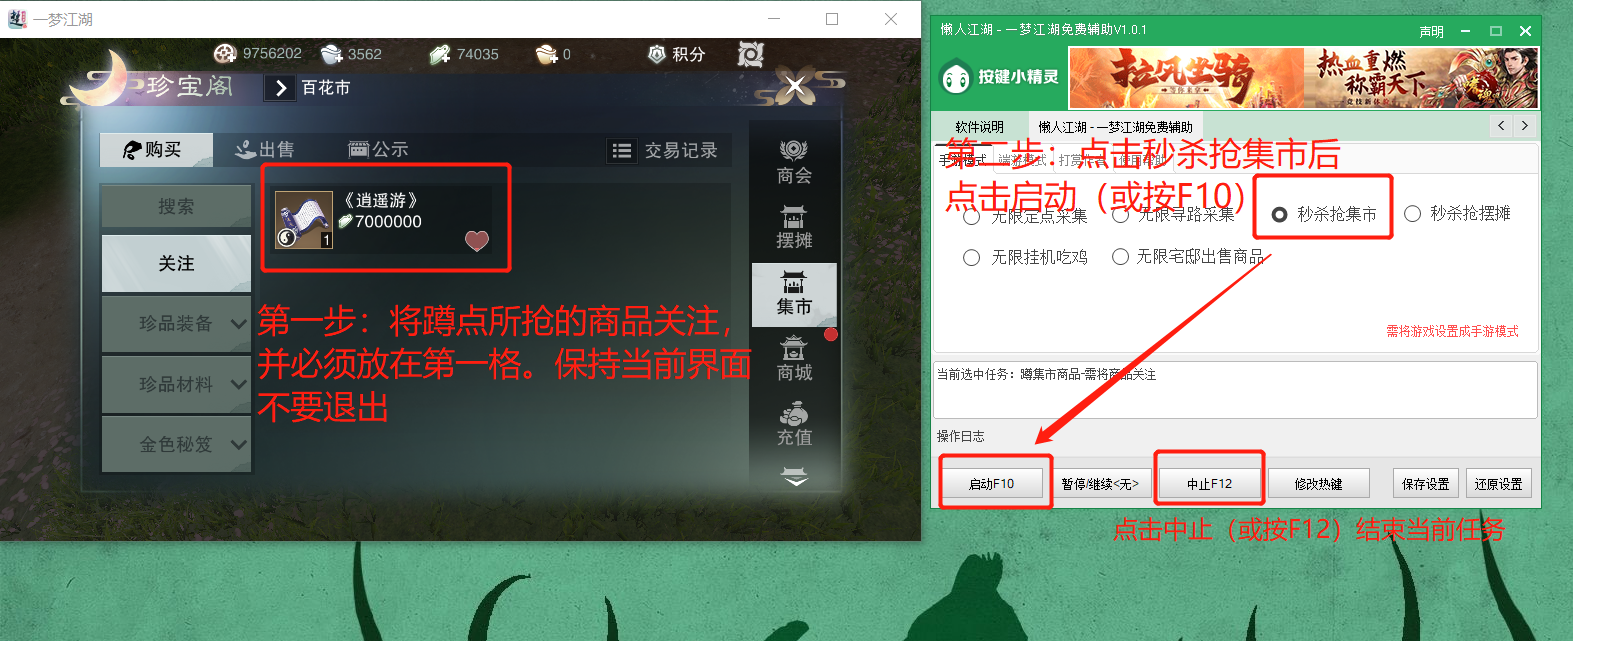 一梦江湖
9756202
3562
74035
0
积分
珍宝阁
百花市
购买
出售
公示
交易记录
搜索
关注
珍品装备
珍品材料
金色秘笈
《逍遥游》
7000000
1
商会
摆摊
集市
商城
充值
第一步：将蹲点所抢的商品关注，
并必须放在第一格。保持当前界面
不要退出
懒人江湖 - 一梦江湖免费辅助V1.0.1
声明
按键小精灵
拉风坐骑
等你来拿
热血重燃
称霸天下
软件说明
懒人江湖 - 一梦江湖免费辅助
手游模式
端游模式
打赏作者
使用帮助
第二步：点击秒杀抢集市后
点击启动（或按F10）
无限定点采集
无限寻路采集
秒杀抢集市
秒杀抢摆摊
无限挂机吃鸡
无限宅邸出售商品
需将游戏设置成手游模式
当前选中任务：蹲集市商品-需将商品关注
操作日志
启动F10
暂停/继续<无>
中止F12
修改热键
保存设置
还原设置
点击中止（或按F12）结束当前任务